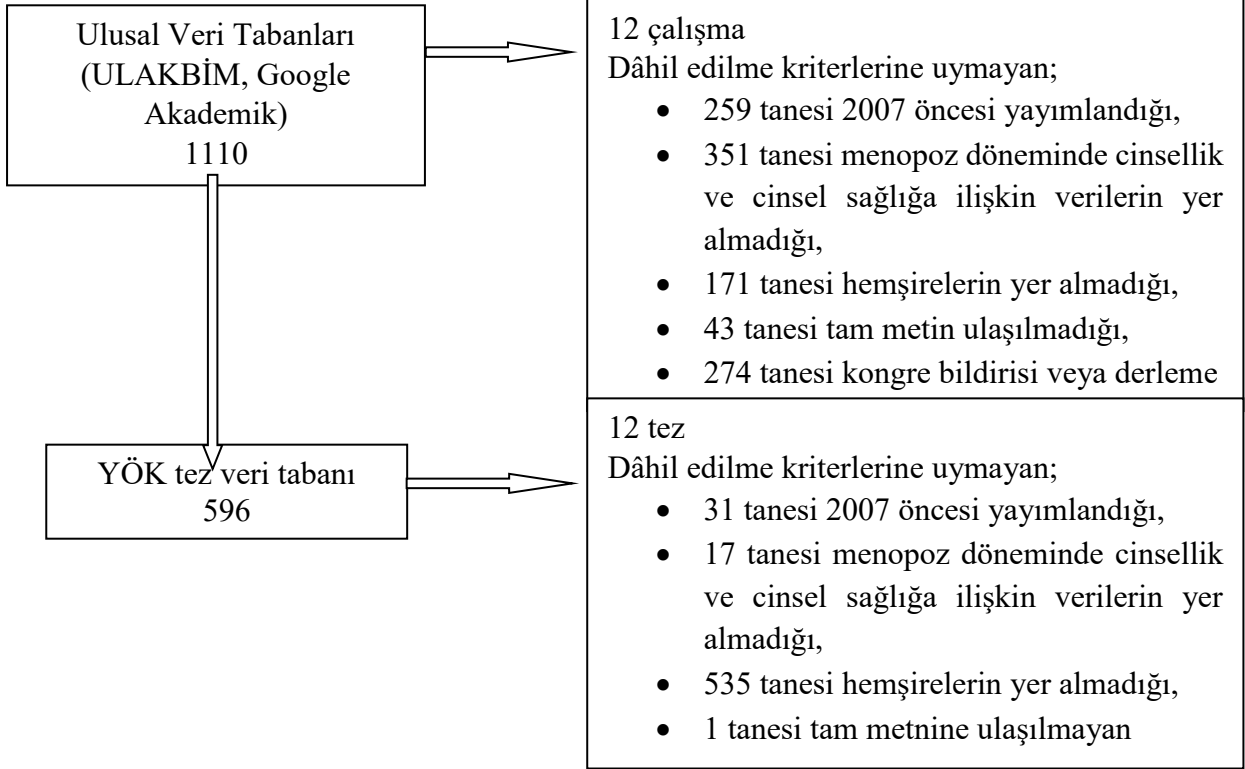 Ulusal Veri Tabanları
(ULAKBİM, Google
Akademik)
1110
12 çalışma
Dâhil edilme kriterlerine uymayan;
• 259 tanesi 2007 öncesi yayımlandığı,
• 351 tanesi menopoz döneminde cinsellik
ve cinsel sağlığa ilişkin verilerin yer
almadığı,
• 171 tanesi hemşirelerin yer almadığı,
• 43 tanesi tam metin ulaşılmadığı,
• 274 tanesi kongre bildirisi veya derleme
YÖK tez veri tabanı
596
12 tez
Dâhil edilme kriterlerine uymayan;
• 31 tanesi 2007 öncesi yayımlandığı,
• 17 tanesi menopoz döneminde cinsellik
ve cinsel sağlığa ilişkin verilerin yer
almadığı,
• 535 tanesi hemşirelerin yer almadığı,
• 1 tanesi tam metnine ulaşılmayan